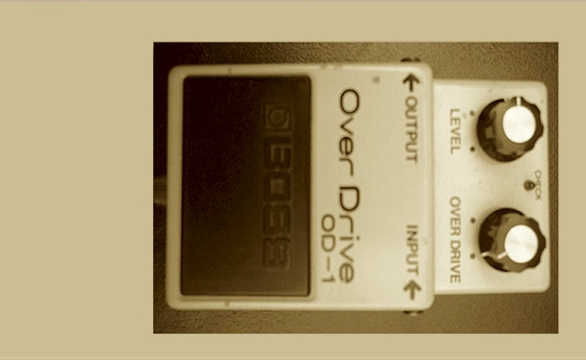 LEVEL
CHECK
OVER DRIVE
OUTPUT
INPUT
Over Drive
OD-1
BOSS